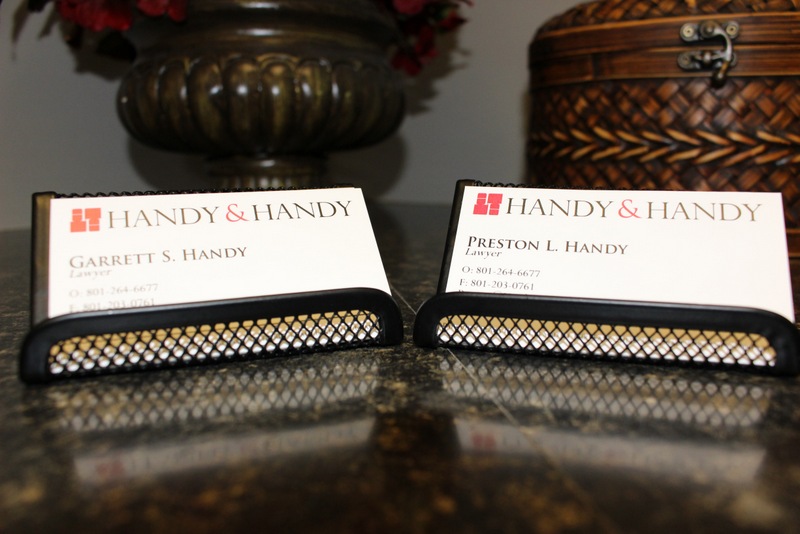 HANDY & HANDY
GARRETT S. HANDY
Lawyer
O: 801-264-6677
F: 801-203-0761
HANDY & HANDY
PRESTON L. HANDY
Lawyer
O: 801-264-6677
F: 801-203-0761